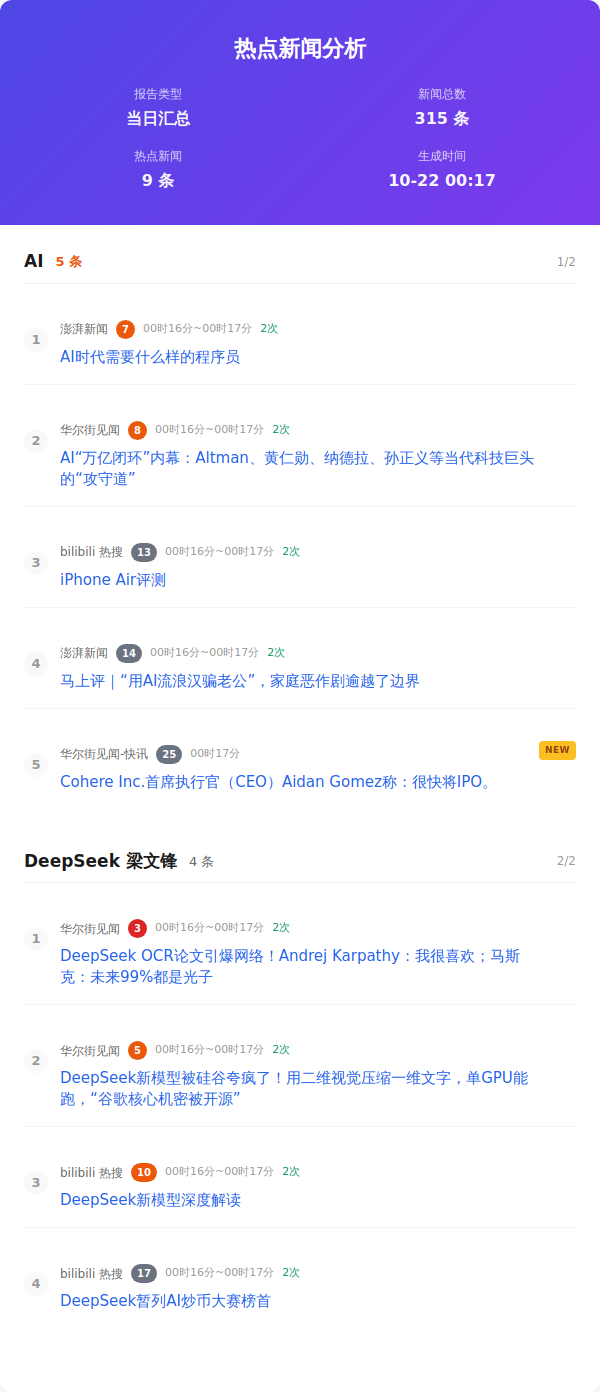 热点新闻分析
报告类型
新闻总数
当日汇总
315 条
热点新闻
生成时间
9 条
10-22 00:17
AI 5 条 1/2
1
澎湃新闻 7 00时16分~00时17分 2次
AI时代需要什么样的程序员
2
华尔街见闻 8 00时16分~00时17分 2次
AI“万亿闭环”内幕：Altman、黄仁勋、纳德拉、孙正义等当代科技巨头
的“攻守道”
3
bilibili 热搜 13 00时16分~00时17分 2次
iPhone Air评测
4
澎湃新闻 14 00时16分~00时17分 2次
马上评｜“用AI流浪汉骗老公”，家庭恶作剧逾越了边界
5
华尔街见闻-快讯 25 00时17分 NEW
Cohere Inc.首席执行官（CEO）Aidan Gomez称：很快将IPO。
DeepSeek 梁文锋 4 条 2/2
1
华尔街见闻 3 00时16分~00时17分 2次
DeepSeek OCR论文引爆网络！Andrej Karpathy：我很喜欢；马斯
克：未来99%都是光子
2
华尔街见闻 5 00时16分~00时17分 2次
DeepSeek新模型被硅谷夸疯了！用二维视觉压缩一维文字，单GPU能
跑，“谷歌核心机密被开源”
3
bilibili 热搜 10 00时16分~00时17分 2次
DeepSeek新模型深度解读
4
bilibili 热搜 17 00时16分~00时17分 2次
DeepSeek暂列AI炒币大赛榜首